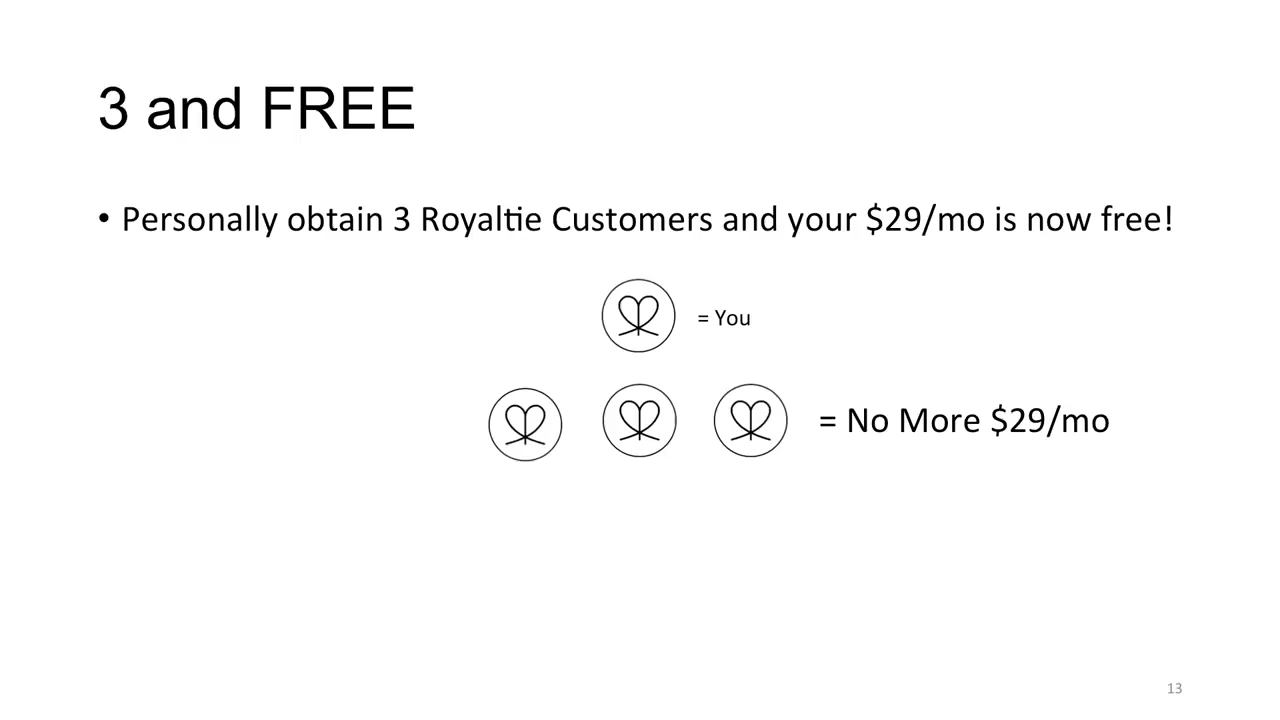 3 and FREE
• Personally obtain 3 Royaltie Customers and your $29/mo is now free!
= You
= No More $29/mo
13